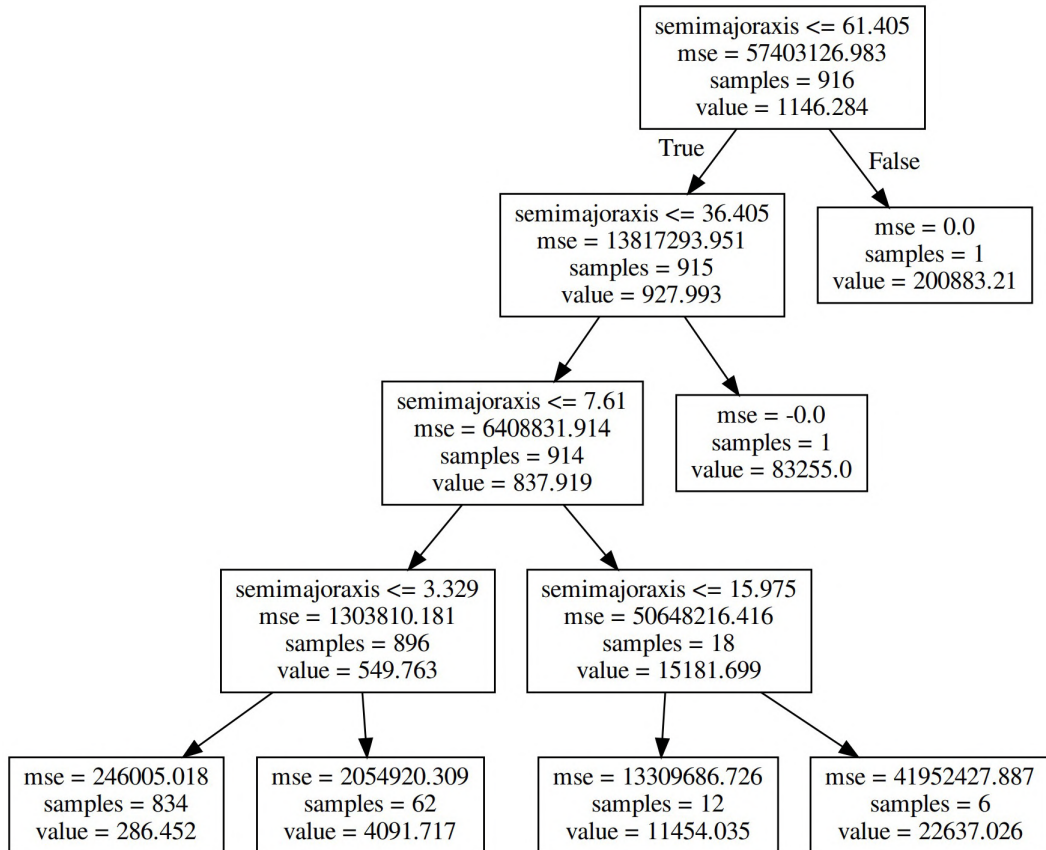 semimajoraxis <= 61.405
mse = 57403126.983
samples = 916
value = 1146.284
True
False
semimajoraxis <= 36.405
mse = 13817293.951
samples = 915
value = 927.993
mse = 0.0
samples = 1
value = 200883.21
semimajoraxis <= 7.61
mse = 6408831.914
samples = 914
value = 837.919
mse = -0.0
samples = 1
value = 83255.0
semimajoraxis <= 3.329
mse = 1303810.181
samples = 896
value = 549.763
semimajoraxis <= 15.975
mse = 50648216.416
samples = 18
value = 15181.699
mse = 246005.018
samples = 834
value = 286.452
mse = 2054920.309
samples = 62
value = 4091.717
mse = 13309686.726
samples = 12
value = 11454.035
mse = 41952427.887
samples = 6
value = 22637.026